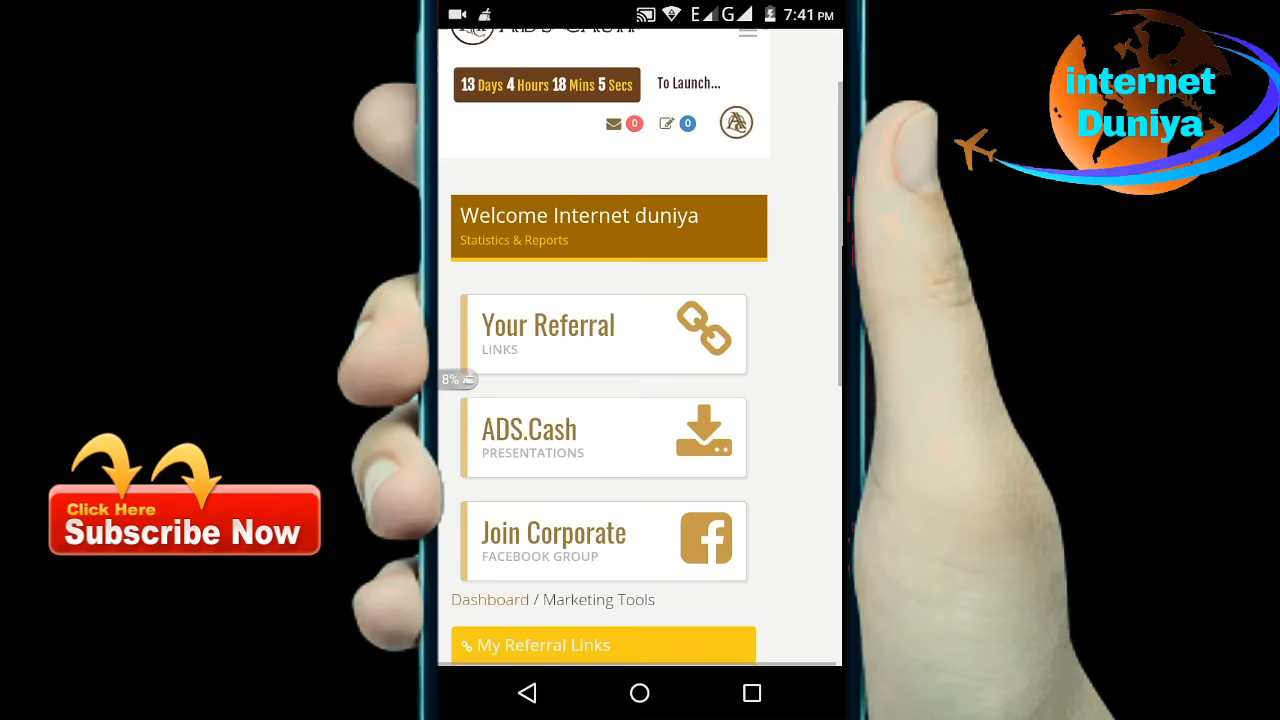 E G 7:41 PM
ADS CASH
13 Days 4 Hours 18 Mins 5 Secs
To Launch...
0 0
internet
Duniya
Welcome Internet duniya
Statistics & Reports
Your Referral
LINKS
8%
ADS.Cash
PRESENTATIONS
Join Corporate
FACEBOOK GROUP
Dashboard / Marketing Tools
My Referral Links
Click Here
Subscribe Now